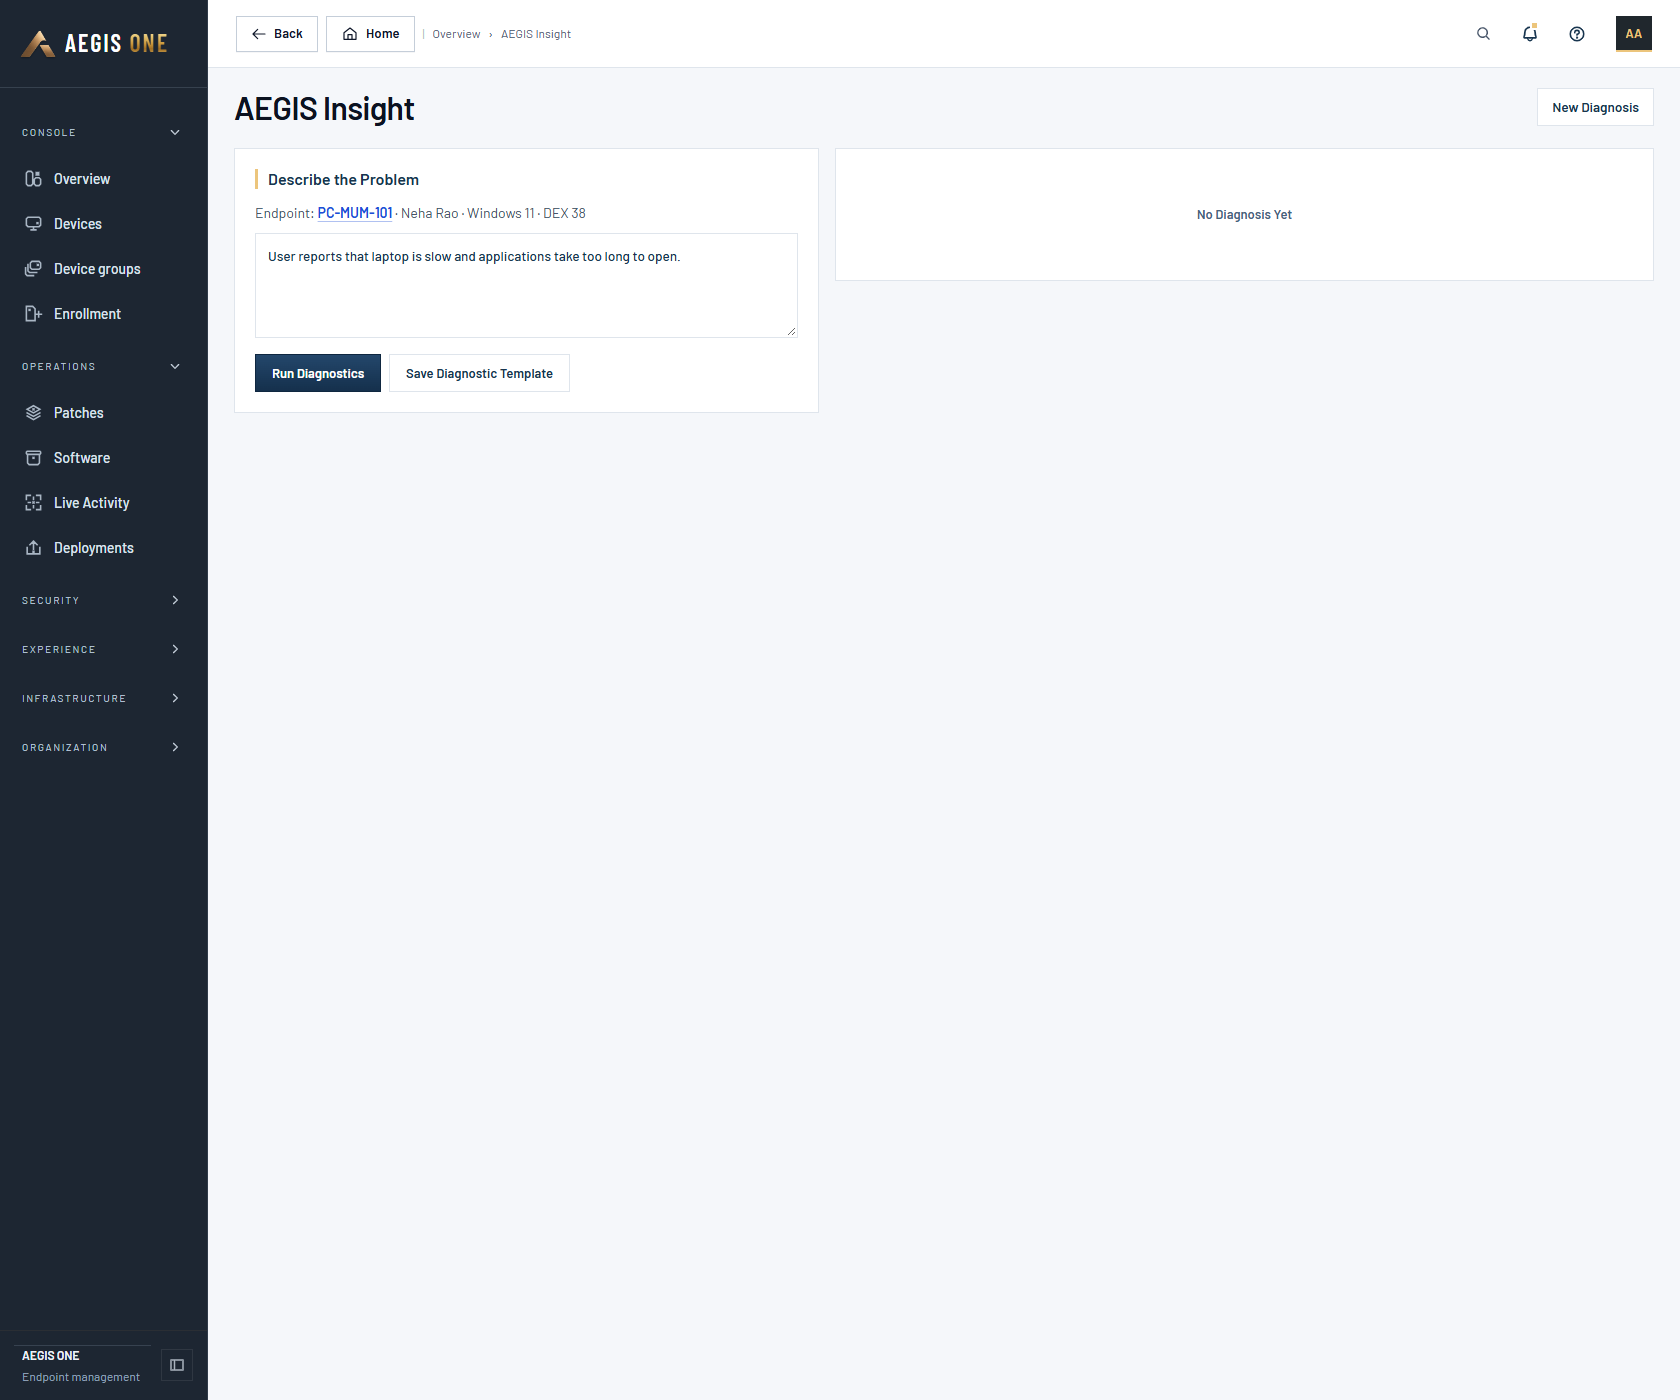 AEGIS ONE
CONSOLE
Overview
Devices
Device groups
Enrollment
OPERATIONS
Patches
Software
Live Activity
Deployments
SECURITY
EXPERIENCE
INFRASTRUCTURE
ORGANIZATION
AEGIS ONE
Endpoint management
Back
Home
Overview › AEGIS Insight
AA
AEGIS Insight
New Diagnosis
Describe the Problem
Endpoint: PC-MUM-101 · Neha Rao · Windows 11 · DEX 38
User reports that laptop is slow and applications take too long to open.
Run Diagnostics
Save Diagnostic Template
No Diagnosis Yet